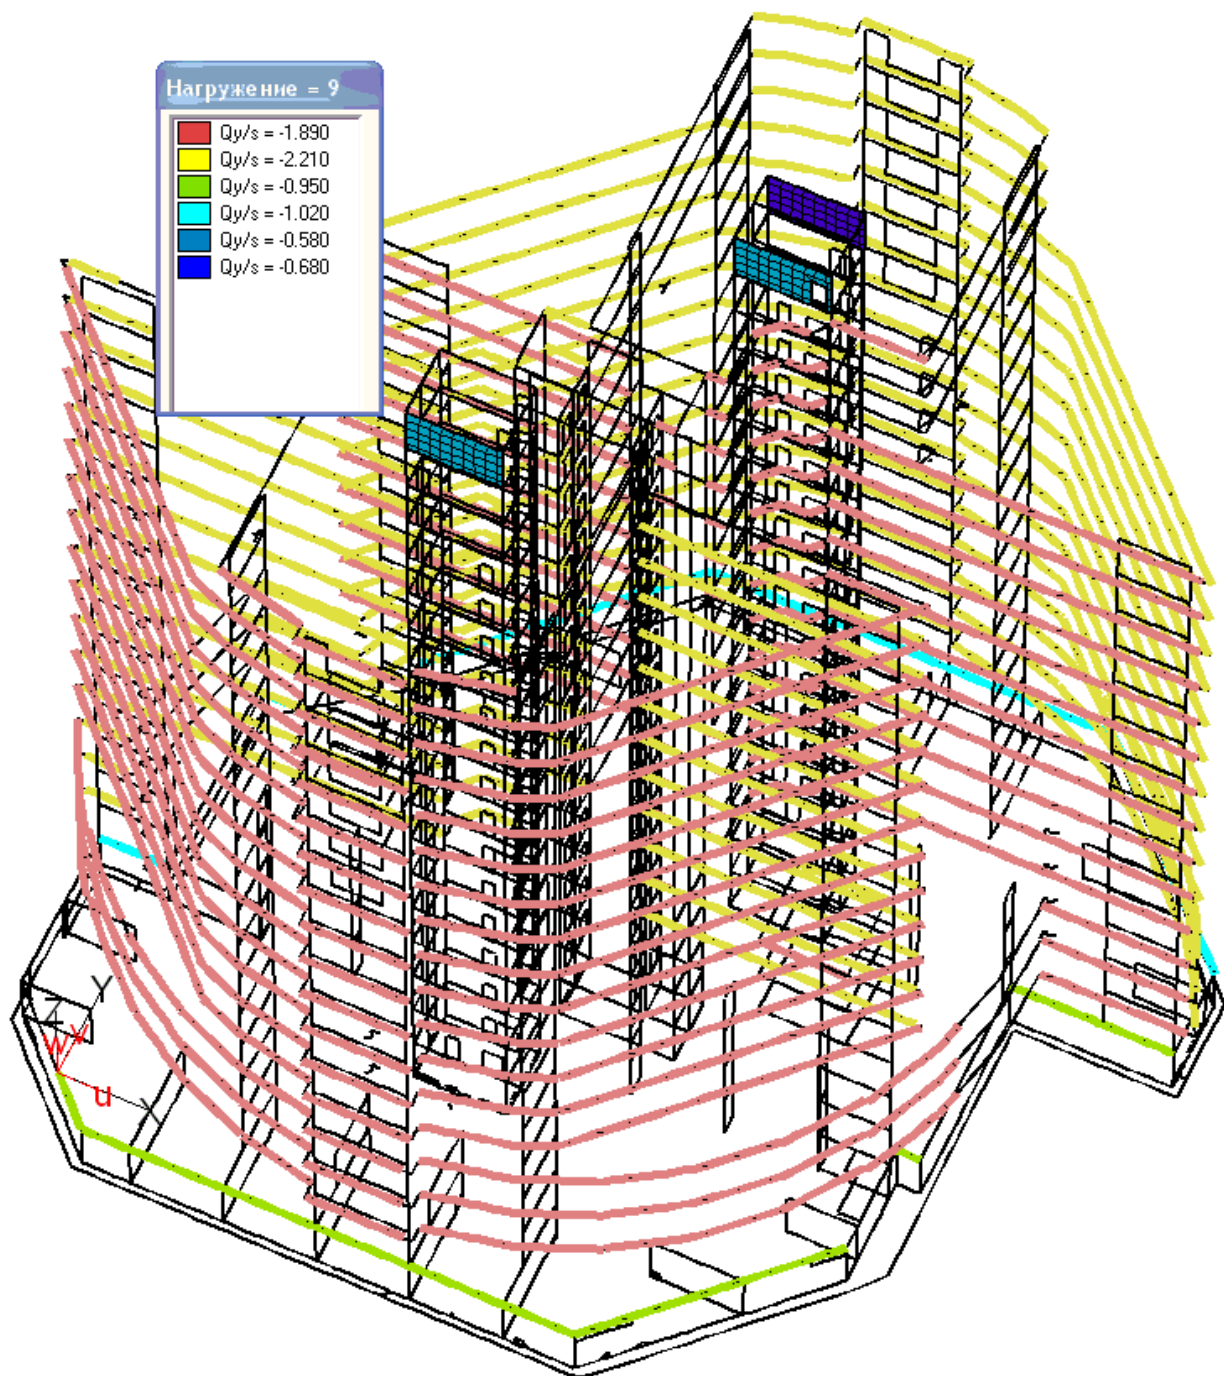 Нагружение = 9
Qy/s = -1.890
Qy/s = -2.210
Qy/s = -0.950
Qy/s = -1.020
Qy/s = -0.580
Qy/s = -0.680
Y
Z
W V
u
X